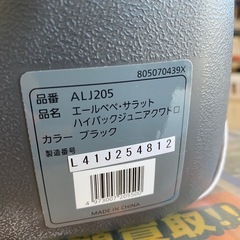 805070439X
品番 ALJ205
品名 エールベベ・サラット
ハイバックジュニアクワトロ
カラー ブラック
製造番号 L41J254812
MADE IN CHINA
買取